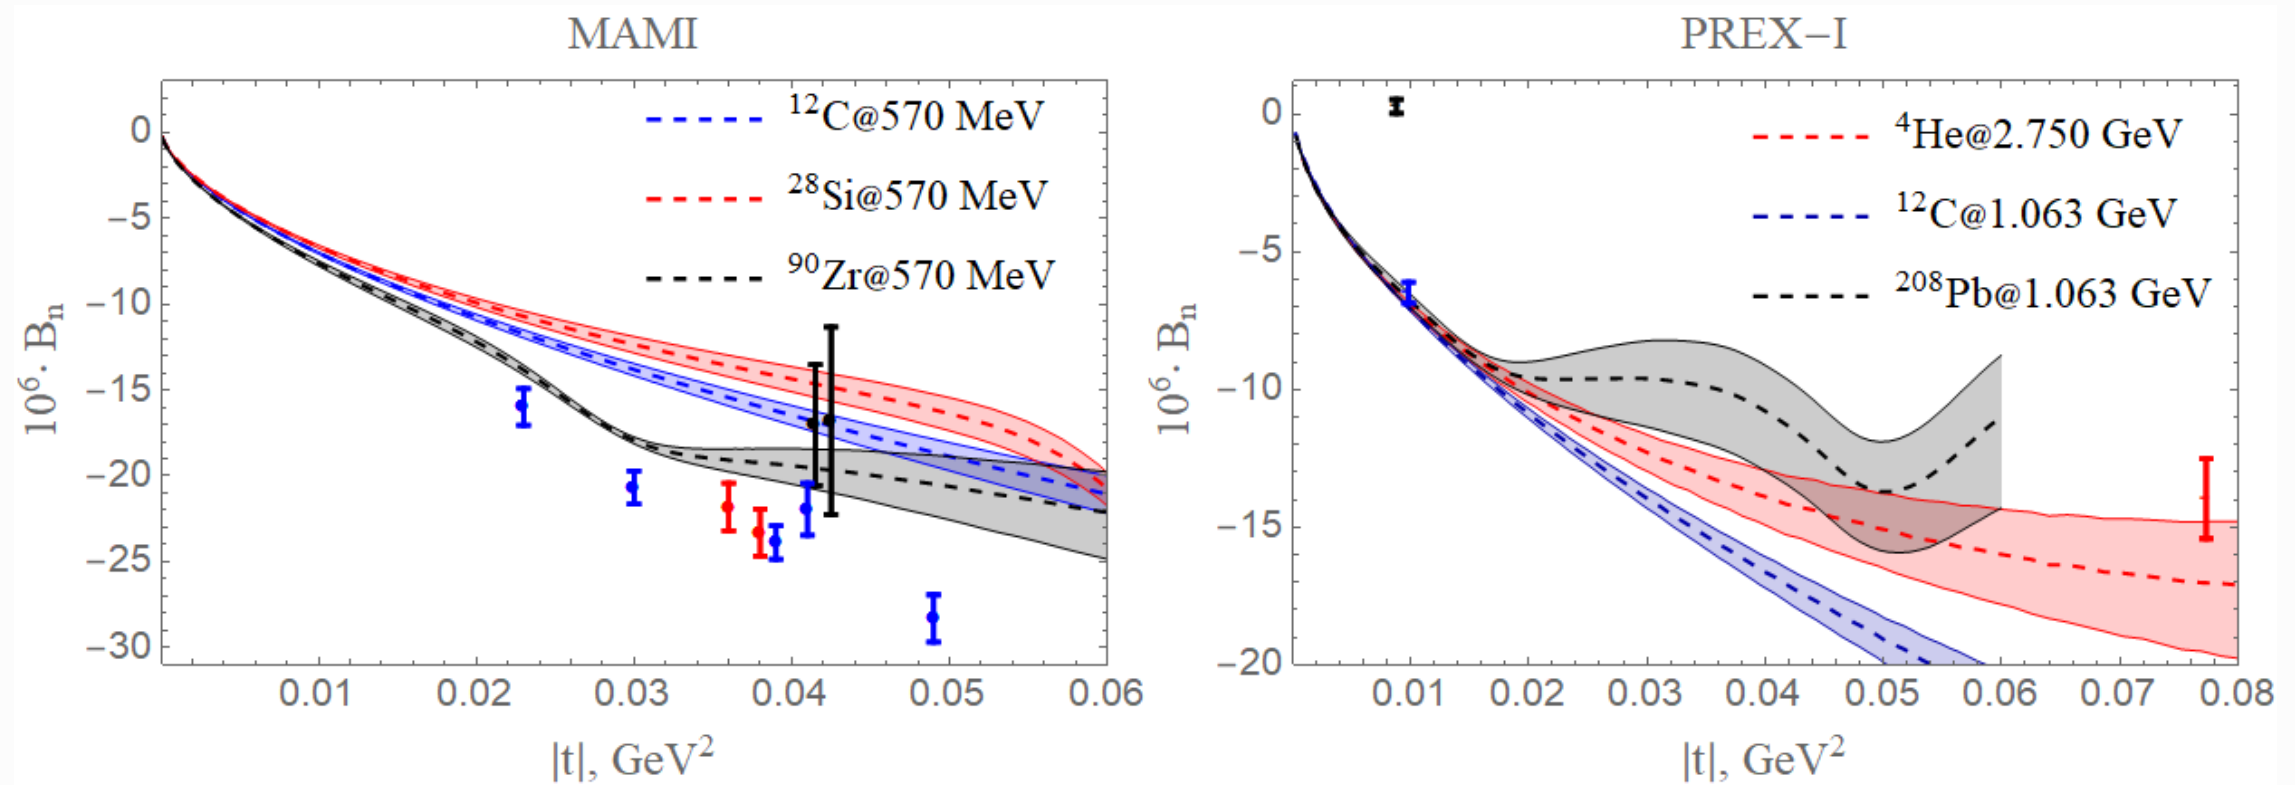 MAMI
¹²C@570 MeV
²⁸Si@570 MeV
⁹⁰Zr@570 MeV
0
−5
−10
−15
−20
−25
−30
10⁶· Bₙ
0.01 0.02 0.03 0.04 0.05 0.06
|t|, GeV²
PREX−I
⁴He@2.750 GeV
¹²C@1.063 GeV
²⁰⁸Pb@1.063 GeV
0
−5
−10
−15
−20
10⁶· Bₙ
0.01 0.02 0.03 0.04 0.05 0.06 0.07 0.08
|t|, GeV²